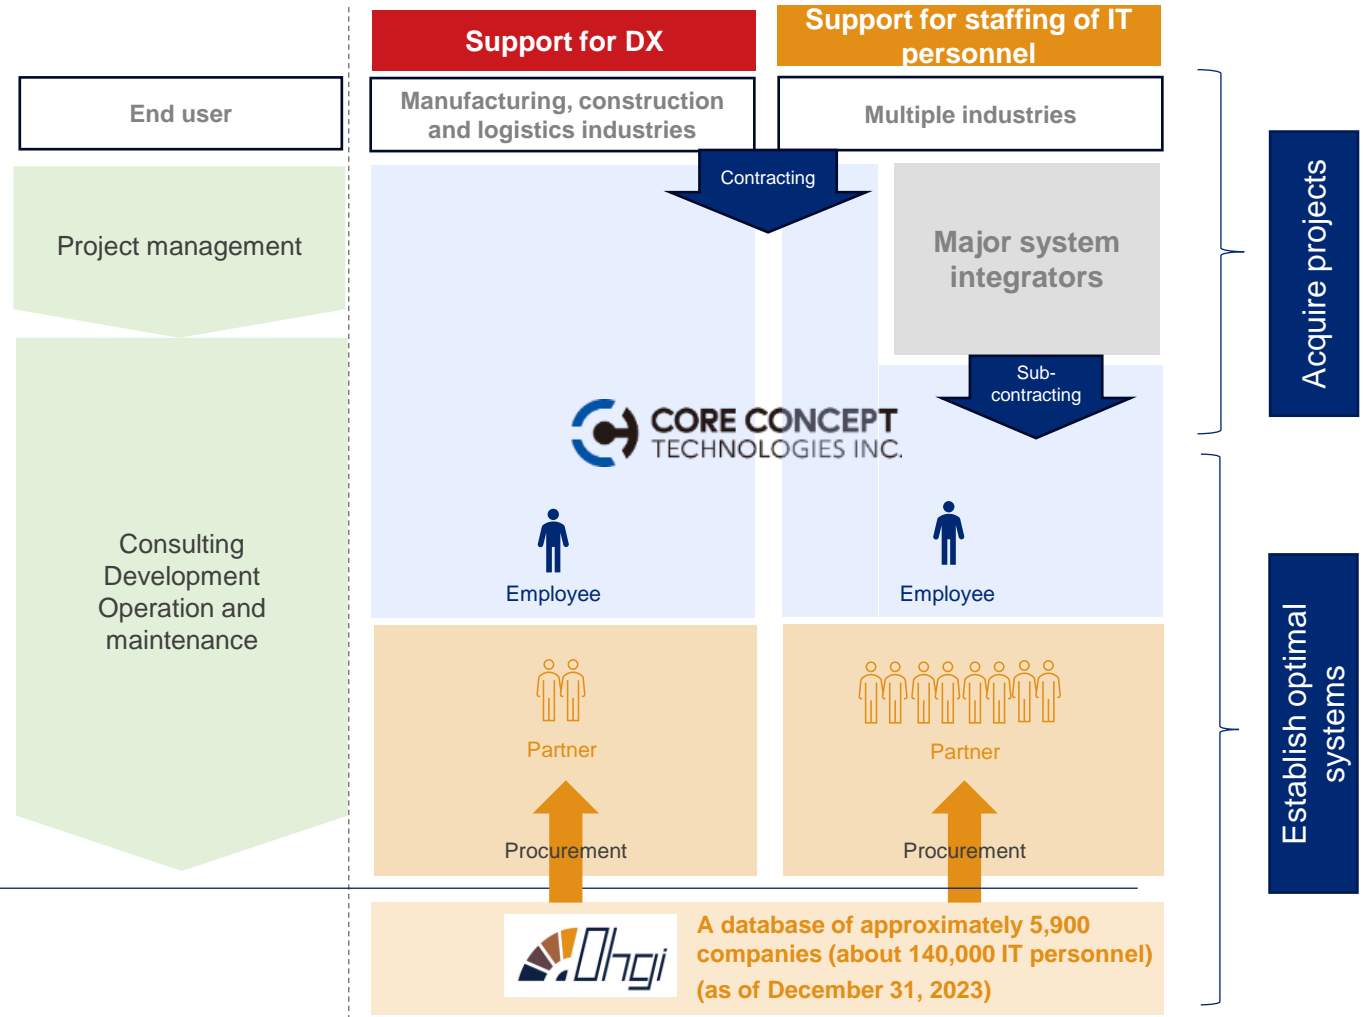 Support for DX
Support for staffing of IT
personnel
End user
Manufacturing, construction
and logistics industries
Multiple industries
Contracting
Project management
Major system
integrators
Sub-
contracting
Acquire projects
CORE CONCEPT
TECHNOLOGIES INC.
Consulting
Development
Operation and
maintenance
Employee
Employee
Partner
Partner
Procurement
Procurement
Establish optimal
systems
Ohgi
A database of approximately 5,900
companies (about 140,000 IT personnel)
(as of December 31, 2023)